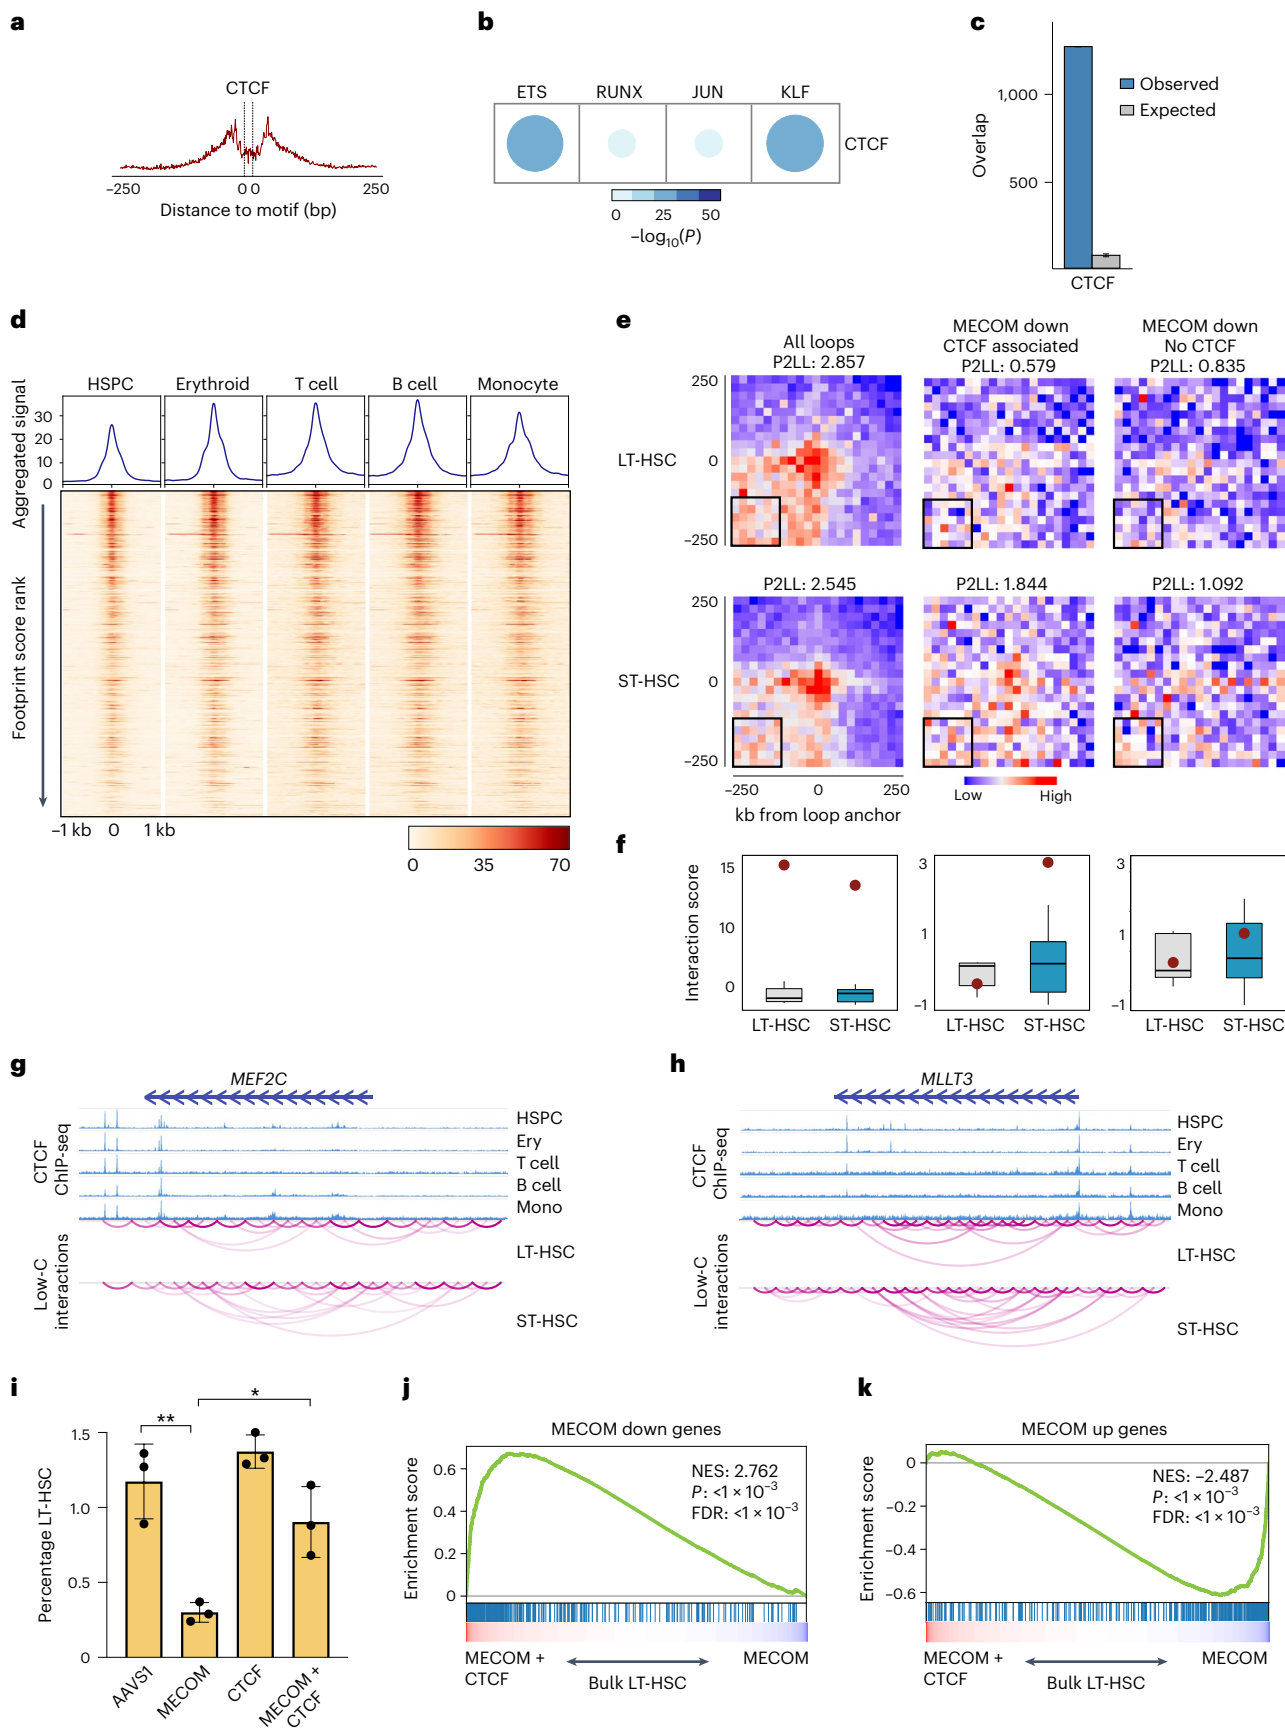 a
CTCF
−250
0 0
250
Distance to motif (bp)
b
ETS
RUNX
JUN
KLF
CTCF
0
25
50
−log10(P)
c
Overlap
1,000
500
Observed
Expected
CTCF
d
Aggregated signal
HSPC
Erythroid
T cell
B cell
Monocyte
30
20
10
0
Footprint score rank
−1 kb
0
1 kb
0
35
70
e
All loops
P2LL: 2.857
MECOM down
CTCF associated
P2LL: 0.579
MECOM down
No CTCF
P2LL: 0.835
250
LT-HSC
0
−250
P2LL: 2.545
P2LL: 1.844
P2LL: 1.092
250
ST-HSC
0
−250
−250
0
250
kb from loop anchor
Low
High
f
Interaction score
15
10
0
LT-HSC
ST-HSC
3
1
−1
LT-HSC
ST-HSC
3
1
−1
LT-HSC
ST-HSC
g
MEF2C
CTCF
ChIP-seq
HSPC
Ery
T cell
B cell
Mono
Low-C
interactions
LT-HSC
ST-HSC
h
MLLT3
CTCF
ChIP-seq
HSPC
Ery
T cell
B cell
Mono
Low-C
interactions
LT-HSC
ST-HSC
i
Percentage LT-HSC
1.5
1.0
0.5
0
**
*
AAVS1
MECOM
CTCF
MECOM +
CTCF
j
MECOM down genes
Enrichment score
0.6
0.4
0.2
0
NES: 2.762
P: <1 × 10−3
FDR: <1 × 10−3
MECOM +
CTCF
Bulk LT-HSC
MECOM
k
MECOM up genes
Enrichment score
0
−0.2
−0.4
−0.6
NES: −2.487
P: <1 × 10−3
FDR: <1 × 10−3
MECOM +
CTCF
Bulk LT-HSC
MECOM